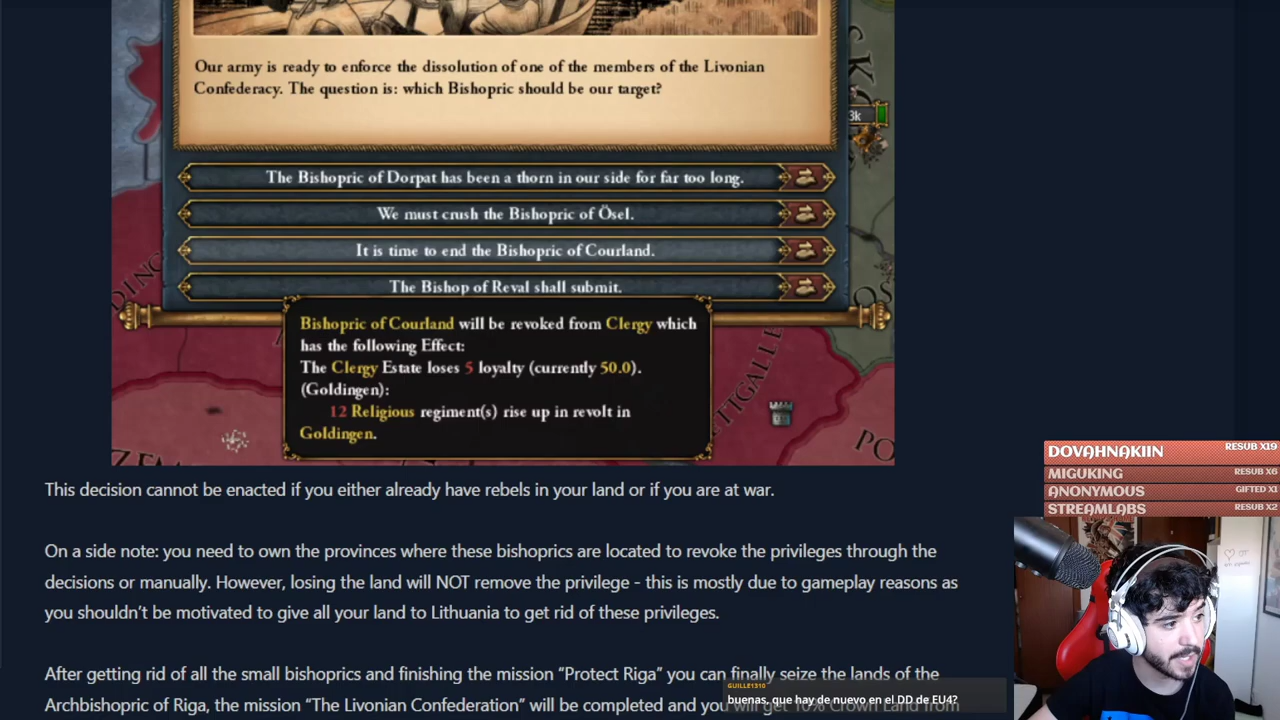 Our army is ready to enforce the dissolution of one of the members of the Livonian
Confederacy. The question is: which Bishopric should be our target?
3k
The Bishopric of Dorpat has been a thorn in our side for far too long.
We must crush the Bishopric of Ösel.
It is time to end the Bishopric of Courland.
The Bishop of Reval shall submit.
Bishopric of Courland will be revoked from Clergy which
has the following Effect:
The Clergy Estate loses 5 loyalty (currently 50.0).
(Goldingen):
12 Religious regiment(s) rise up in revolt in
Goldingen.
This decision cannot be enacted if you either already have rebels in your land or if you are at war.
On a side note: you need to own the provinces where these bishoprics are located to revoke the privileges through the
decisions or manually. However, losing the land will NOT remove the privilege - this is mostly due to gameplay reasons as
you shouldn't be motivated to give all your land to Lithuania to get rid of these privileges.
After getting rid of all the small bishoprics and finishing the mission “Protect Riga” you can finally seize the lands of the
Archbishopric of Riga, the mission “The Livonian Confederation” will be completed and you will get 10% Crown Land from
DOVAHNAKIIN RESUB X19
MIGUKING RESUB X6
ANONYMOUS GIFTED X1
STREAMLABS RESUB X2
GUILLE1310
buenas, que hay de nuevo en el DD de EU4?